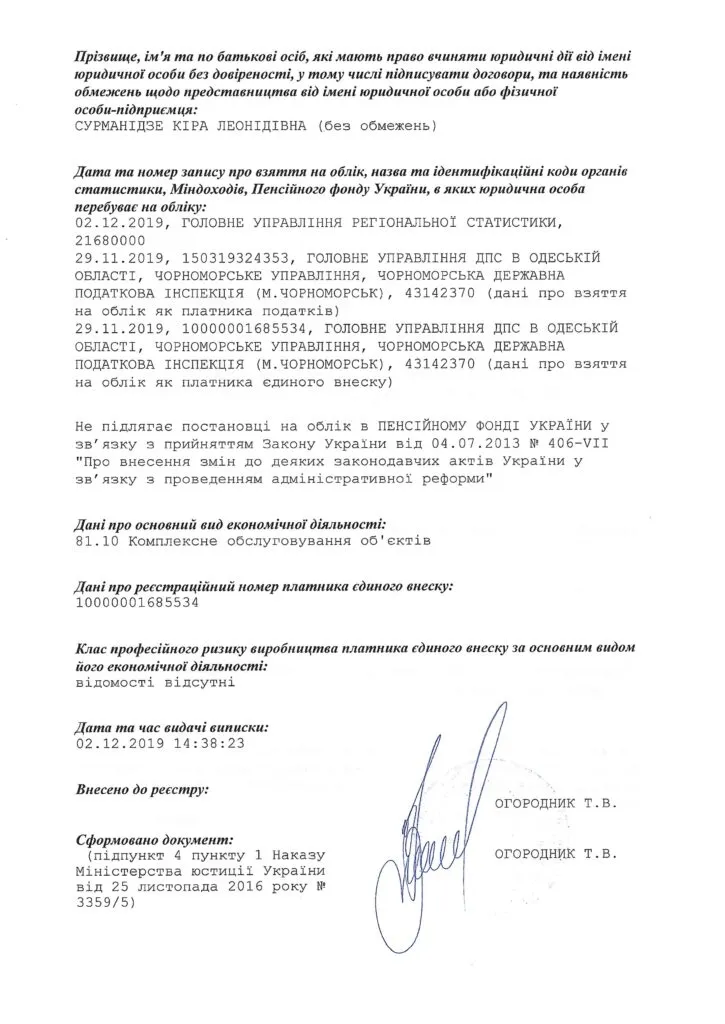 Прізвище, ім'я та по батькові осіб, які мають право вчиняти юридичні дії від імені
юридичної особи без довіреності, у тому числі підписувати договори, та наявність
обмежень щодо представництва від імені юридичної особи або фізичної
особи-підприємця:
СУРМАНІДЗЕ КІРА ЛЕОНІДІВНА (без обмежень)
Дата та номер запису про взяття на облік, назва та ідентифікаційні коди органів
статистики, Міндоходів, Пенсійного фонду України, в яких юридична особа
перебуває на обліку:
02.12.2019, ГОЛОВНЕ УПРАВЛІННЯ РЕГІОНАЛЬНОЇ СТАТИСТИКИ,
21680000
29.11.2019, 150319324353, ГОЛОВНЕ УПРАВЛІННЯ ДПС В ОДЕСЬКІЙ
ОБЛАСТІ, ЧОРНОМОРСЬКЕ УПРАВЛІННЯ, ЧОРНОМОРСЬКА ДЕРЖАВНА
ПОДАТКОВА ІНСПЕКЦІЯ (М.ЧОРНОМОРСЬК), 43142370 (дані про взяття
на облік як платника податків)
29.11.2019, 10000001685534, ГОЛОВНЕ УПРАВЛІННЯ ДПС В ОДЕСЬКІЙ
ОБЛАСТІ, ЧОРНОМОРСЬКЕ УПРАВЛІННЯ, ЧОРНОМОРСЬКА ДЕРЖАВНА
ПОДАТКОВА ІНСПЕКЦІЯ (М.ЧОРНОМОРСЬК), 43142370 (дані про взяття
на облік як платника єдиного внеску)
Не підлягає постановці на облік в ПЕНСІЙНОМУ ФОНДІ УКРАЇНИ у
зв’язку з прийняттям Закону України від 04.07.2013 № 406-VII
"Про внесення змін до деяких законодавчих актів України у
зв’язку з проведенням адміністративної реформи"
Дані про основний вид економічної діяльності:
81.10 Комплексне обслуговування об'єктів
Дані про реєстраційний номер платника єдиного внеску:
10000001685534
Клас професійного ризику виробництва платника єдиного внеску за основним видом
його економічної діяльності:
відомості відсутні
Дата та час видачі виписки:
02.12.2019 14:38:23
Внесено до реєстру:
ОГОРОДНИК Т.В.
Сформовано документ:
ОГОРОДНИК Т.В.
(підпункт 4 пункту 1 Наказу
Міністерства юстиції України
від 25 листопада 2016 року №
3359/5)